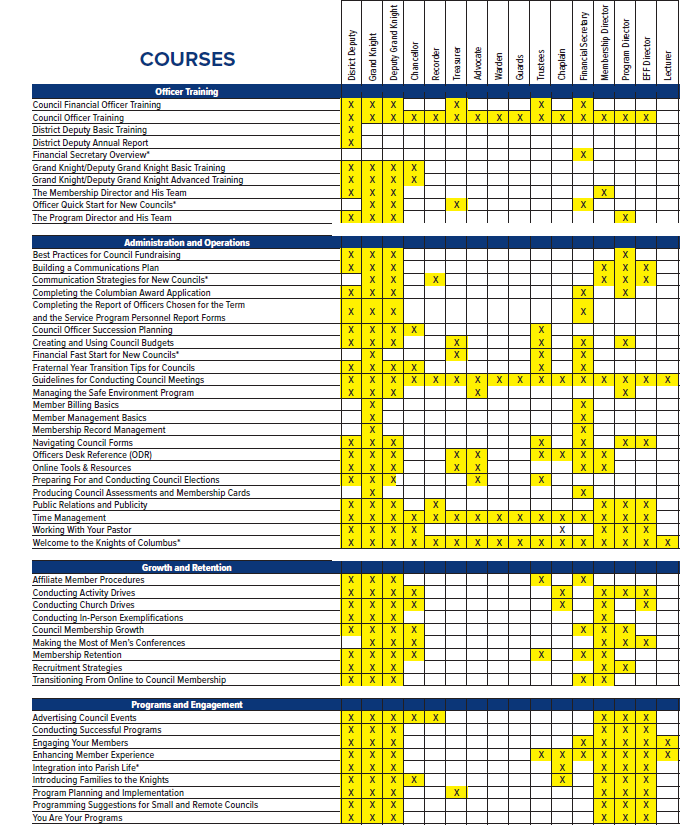 COURSES
Disrict Deputy
Grand Knight
Deputy Grand Knight
Chancellor
Recorder
Treasurer
Advocate
Warden
Guards
Trustees
Chaplain
Financial Secretary
Membership Director
Program Director
EFF Director
Lecturer
Officer Training
Council Financial Officer Training X X X X X X
Council Officer Training X X X X X X X X X X X X X X X
District Deputy Basic Training X
District Deputy Annual Report X
Financial Secretary Overview* X
Grand Knight/Deputy Grand Knight Basic Training X X X X
Grand Knight/Deputy Grand Knight Advanced Training X X X X
The Membership Director and His Team X X X X
Officer Quick Start for New Councils* X X X X
The Program Director and His Team X X X X
Administration and Operations
Best Practices for Council Fundraising X X X X
Building a Communications Plan X X X X X X
Communication Strategies for New Councils* X X X X X X
Completing the Columbian Award Application X X X X X
Completing the Report of Officers Chosen for the Term
and the Service Program Personnel Report Forms X X X X
Council Officer Succession Planning X X X X X
Creating and Using Council Budgets X X X X X X X
Financial Fast Start for New Councils* X X X X
Fraternal Year Transition Tips for Councils X X X X X X
Guidelines for Conducting Council Meetings X X X X X X X X X X X X X X X X
Managing the Safe Environment Program X X X X X
Member Billing Basics X X
Member Management Basics X X
Membership Record Management X X
Navigating Council Forms X X X X X X X
Officers Desk Reference (ODR) X X X X X X X X X
Online Tools & Resources X X X X X X X
Preparing For and Conducting Council Elections X X X X X
Producing Council Assessments and Membership Cards X X
Public Relations and Publicity X X X X X X X
Time Management X X X X X X X X X X X X X X X
Working With Your Pastor X X X X X X X X
Welcome to the Knights of Columbus* X X X X X X X X X X X X X X X X
Growth and Retention
Affiliate Member Procedures X X X X X
Conducting Activity Drives X X X X X X X X
Conducting Church Drives X X X X X X X
Conducting In-Person Exemplifications X X X X
Council Membership Growth X X X X X X X
Making the Most of Men's Conferences X X X X X X
Membership Retention X X X X X X X
Recruitment Strategies X X X X X
Transitioning From Online to Council Membership X X X X X
Programs and Engagement
Advertising Council Events X X X X X X X X
Conducting Successful Programs X X X X X X
Engaging Your Members X X X X X X X X
Enhancing Member Experience X X X X X X X X X X
Integration into Parish Life* X X X X X X X
Introducing Families to the Knights X X X X X X X X
Program Planning and Implementation X X X X X X X
Programming Suggestions for Small and Remote Councils X X X X X X
You Are Your Programs X X X X X X